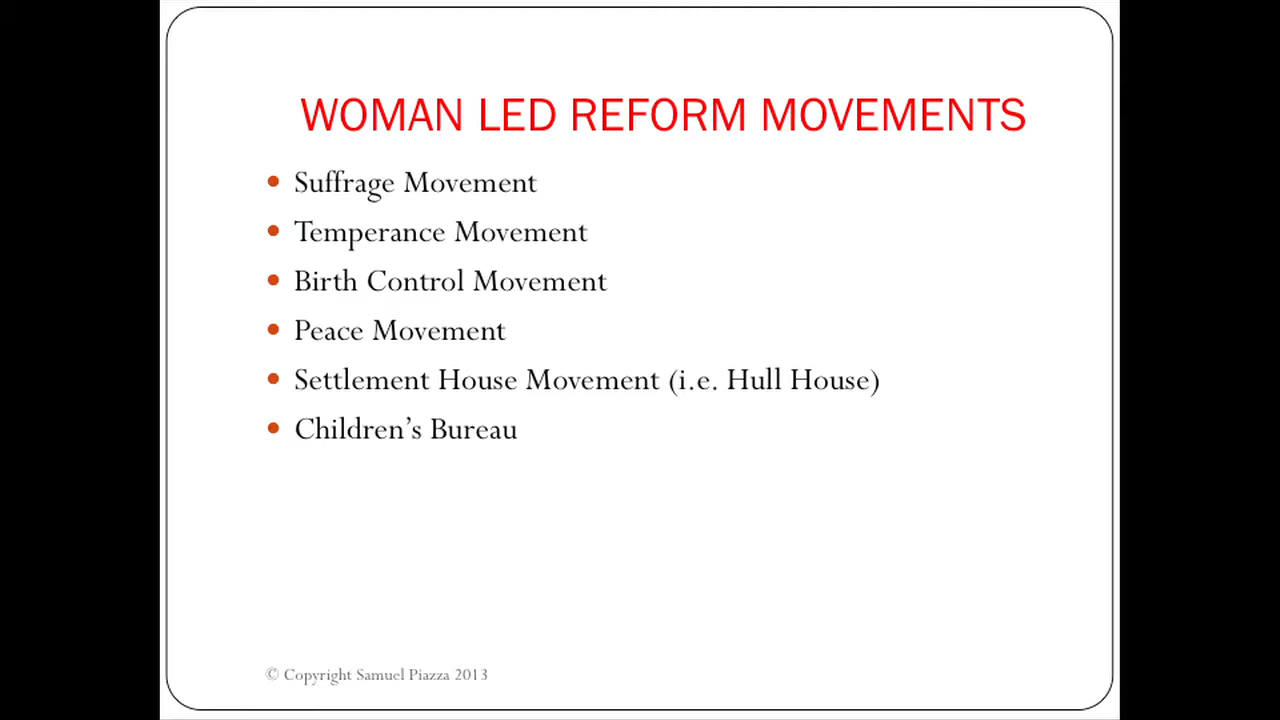 WOMAN LED REFORM MOVEMENTS
• Suffrage Movement
• Temperance Movement
• Birth Control Movement
• Peace Movement
• Settlement House Movement (i.e. Hull House)
• Children’s Bureau
© Copyright Samuel Piazza 2013